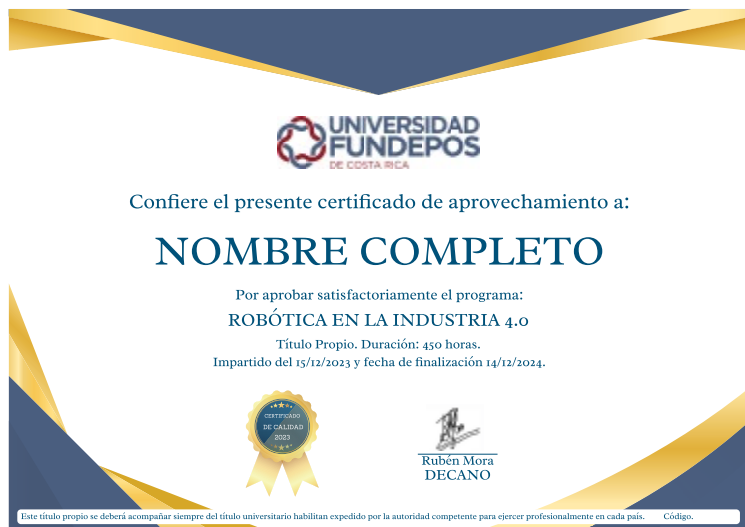 UNIVERSIDAD
FUNDEPOS
DE COSTA RICA
Confiere el presente certificado de aprovechamiento a:
NOMBRE COMPLETO
Por aprobar satisfactoriamente el programa:
ROBÓTICA EN LA INDUSTRIA 4.0
Título Propio. Duración: 450 horas.
Impartido del 15/12/2023 y fecha de finalización 14/12/2024.
CERTIFICADO
DE CALIDAD
2023
Rubén Mora
DECANO
Este título propio se deberá acompañar siempre del título universitario habilitan expedido por la autoridad competente para ejercer profesionalmente en cada país. Código.